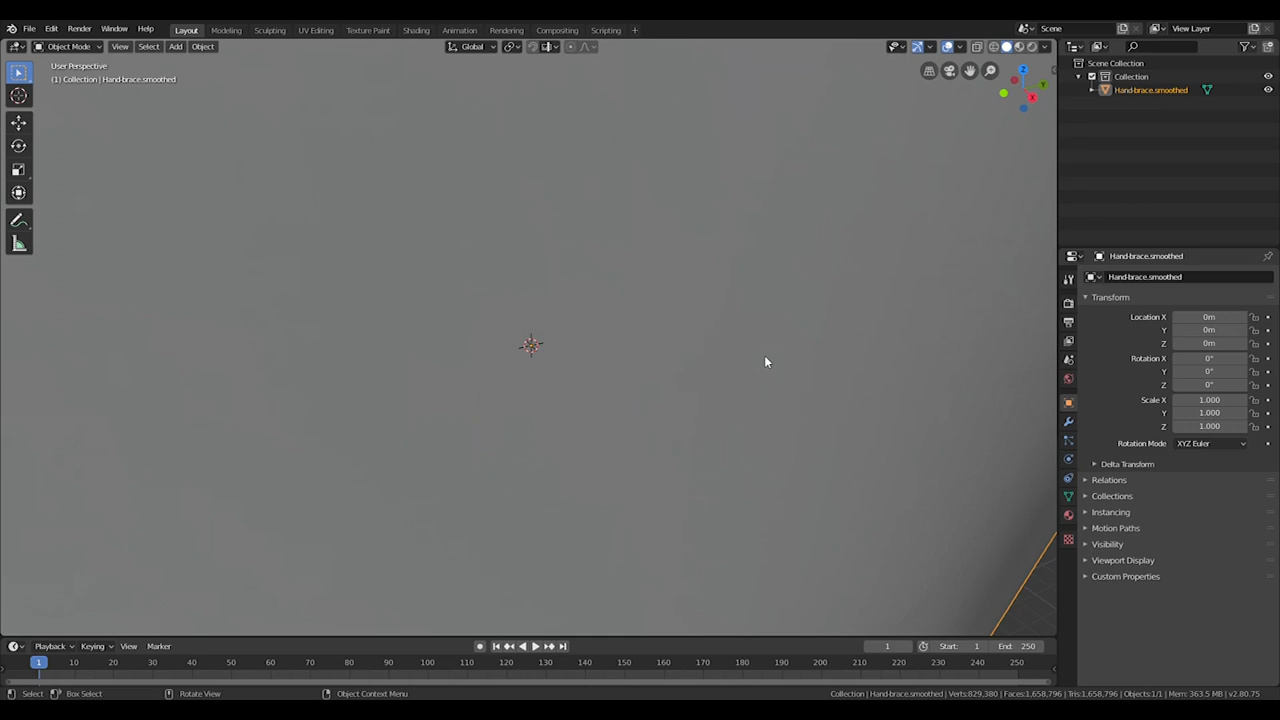 File Edit Render Window Help Layout Modeling Sculpting UV Editing Texture Paint Shading Animation Rendering Compositing Scripting + Scene View Layer
Object Mode View Select Add Object Global
User Perspective
(1) Collection | Hand-brace.smoothed
Z
Y
X
Scene Collection
Collection
Hand-brace.smoothed
Hand-brace.smoothed
Hand-brace.smoothed
Transform
Location X 0m
Y 0m
Z 0m
Rotation X 0°
Y 0°
Z 0°
Scale X 1.000
Y 1.000
Z 1.000
Rotation Mode XYZ Euler
Delta Transform
Relations
Collections
Instancing
Motion Paths
Visibility
Viewport Display
Custom Properties
Playback Keying View Marker 1 Start: 1 End: 250
1 10 20 30 40 50 60 70 80 90 100 110 120 130 140 150 160 170 180 190 200 210 220 230 240 250
Select Box Select Rotate View Object Context Menu Collection | Hand-brace.smoothed | Verts:829,380 | Faces:1,658,796 | Tris:1,658,796 | Objects:1/1 | Mem: 363.5 MB | v2.80.75